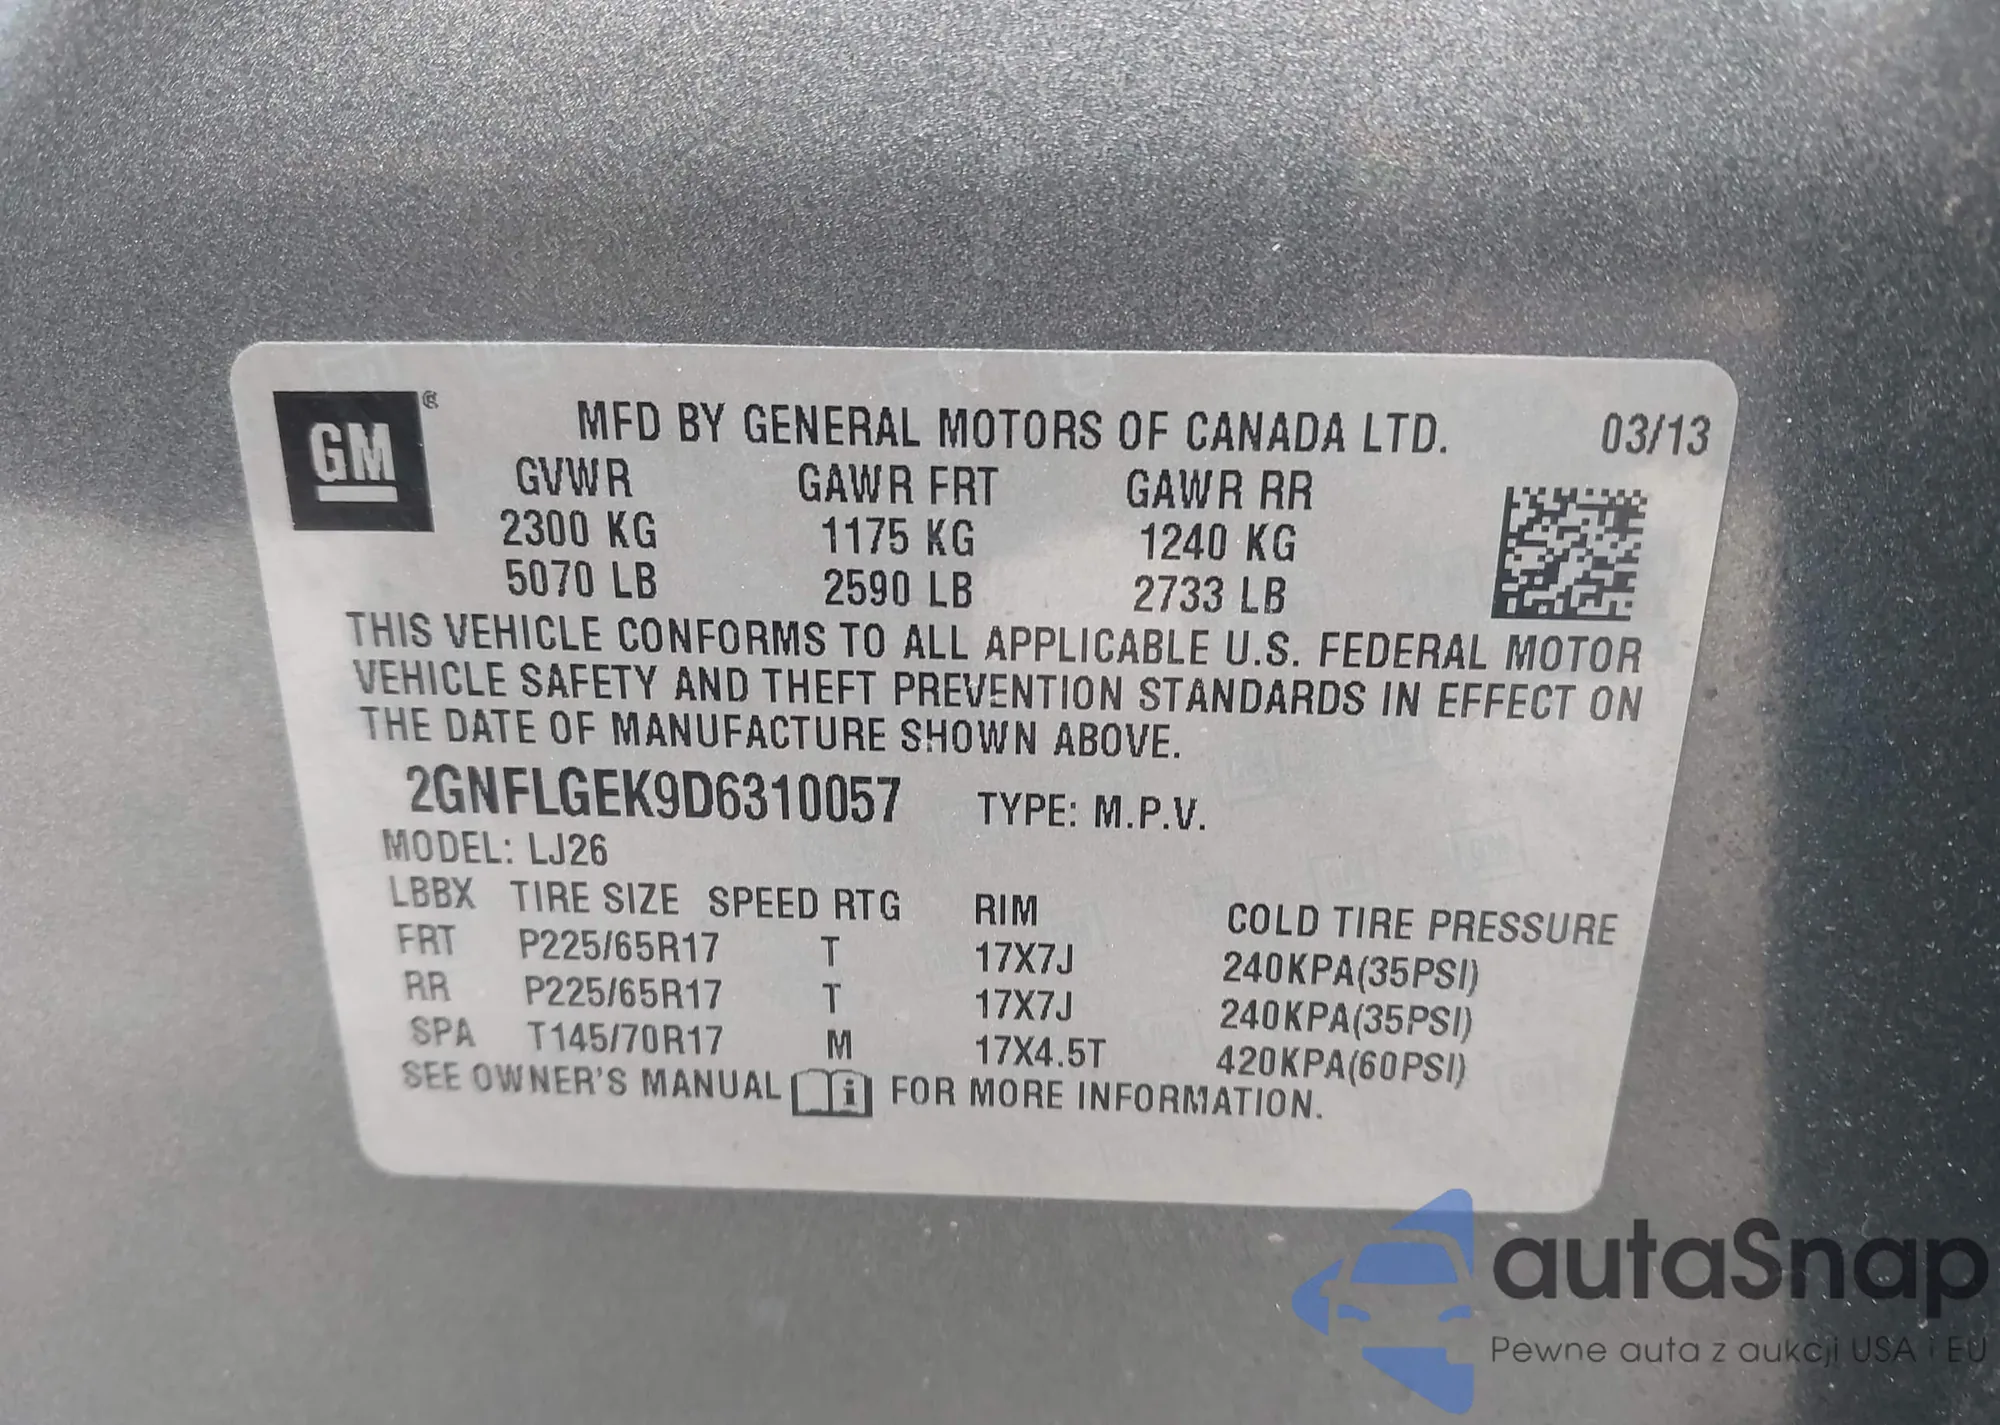 GM®
MFD BY GENERAL MOTORS OF CANADA LTD. 03/13
GVWR GAWR FRT GAWR RR
2300 KG 1175 KG 1240 KG
5070 LB 2590 LB 2733 LB
THIS VEHICLE CONFORMS TO ALL APPLICABLE U.S. FEDERAL MOTOR
VEHICLE SAFETY AND THEFT PREVENTION STANDARDS IN EFFECT ON
THE DATE OF MANUFACTURE SHOWN ABOVE.
2GNFLGEK9D6310057 TYPE: M.P.V.
MODEL: LJ26
LBBX TIRE SIZE SPEED RTG RIM COLD TIRE PRESSURE
FRT P225/65R17 T 17X7J 240KPA(35PSI)
RR P225/65R17 T 17X7J 240KPA(35PSI)
SPA T145/70R17 M 17X4.5T 420KPA(60PSI)
SEE OWNER'S MANUAL i FOR MORE INFORMATION.
autaSnap
Pewne auta z aukcji USA i EU